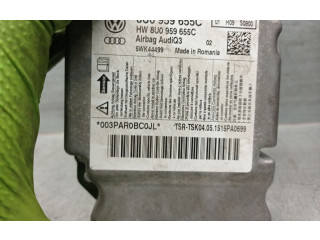 8U0 959 655C
HW 8U0 959 655C
Airbag AudiQ3
02
5WK44499
Made in Romania
*003PAR0BC0JL*
TSR-TSK04.05.1515PA0699